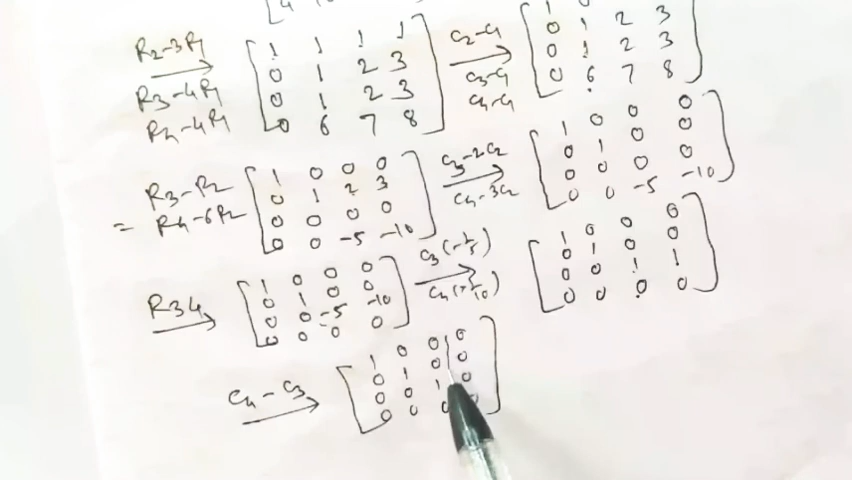 R2-3R1
R3-4R1
R4-4R1
1 1 1 1
0 1 2 3
0 1 2 3
0 6 7 8
C2-C1
C3-C1
C4-C1
0 1 2 3
0 1 2 3
0 6 7 8
= R3-R2
R4-6R2
1 0 0 0
0 1 2 3
0 0 0 0
0 0 -5 -10
C3-2C2
C4-3C2
1 0 0 0
0 1 0 0
0 0 0 0
0 0 -5 -10
R34
1 0 0 0
0 1 0 0
0 0 -5 -10
0 0 0 0
C3(-1/5)
C4(-1/10)
1 0 0 0
0 1 0 0
0 0 1 1
0 0 0 0
C4-C3
1 0 0 0
0 1 0 0
0 0 1 0
0 0 0